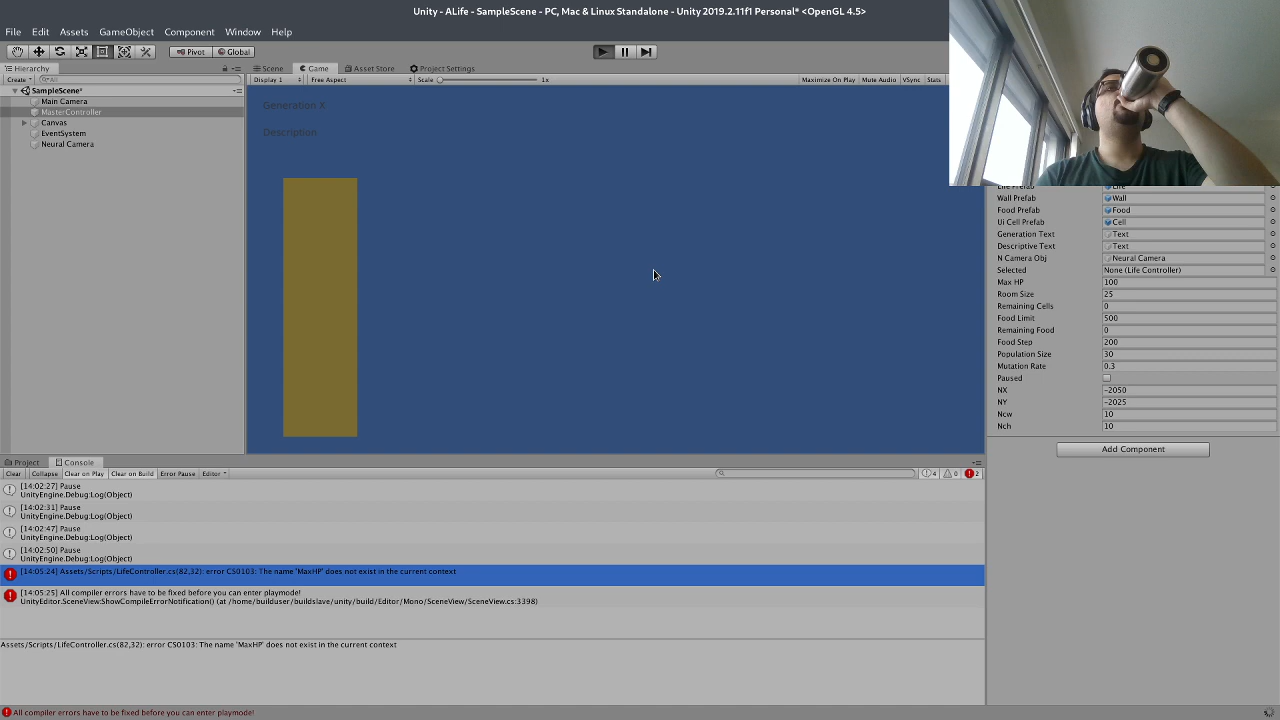 Unity - ALife - SampleScene - PC, Mac & Linux Standalone - Unity 2019.2.11f1 Personal* <OpenGL 4.5>
File Edit Assets GameObject Component Window Help
Pivot Global
Hierarchy Scene Game Asset Store Project Settings
Create All Display 1 Free Aspect Scale 1x Maximize On Play Mute Audio VSync Stats
SampleScene*
Main Camera
MasterController
Canvas
EventSystem
Neural Camera
Generation X
Description
Life Prefab Life
Wall Prefab Wall
Food Prefab Food
Ui Cell Prefab Cell
Generation Text Text
Descriptive Text Text
N Camera Obj Neural Camera
Selected None (Life Controller)
Max HP 100
Room Size 25
Remaining Cells 0
Food Limit 500
Remaining Food 0
Food Step 200
Population Size 30
Mutation Rate 0.3
Paused
NX -2050
NY -2025
Ncw 10
Nch 10
Add Component
Project Console
Clear Collapse Clear on Play Clear on Build Error Pause Editor 4 0 2
[14:02:27] Pause
UnityEngine.Debug:Log(Object)
[14:02:31] Pause
UnityEngine.Debug:Log(Object)
[14:02:47] Pause
UnityEngine.Debug:Log(Object)
[14:02:50] Pause
UnityEngine.Debug:Log(Object)
[14:05:24] Assets/Scripts/LifeController.cs(82,32): error CS0103: The name 'MaxHP' does not exist in the current context
[14:05:25] All compiler errors have to be fixed before you can enter playmode!
UnityEditor.SceneView:ShowCompileErrorNotification() (at /home/builduser/buildslave/unity/build/Editor/Mono/SceneView/SceneView.cs:3398)
Assets/Scripts/LifeController.cs(82,32): error CS0103: The name 'MaxHP' does not exist in the current context
All compiler errors have to be fixed before you can enter playmode!